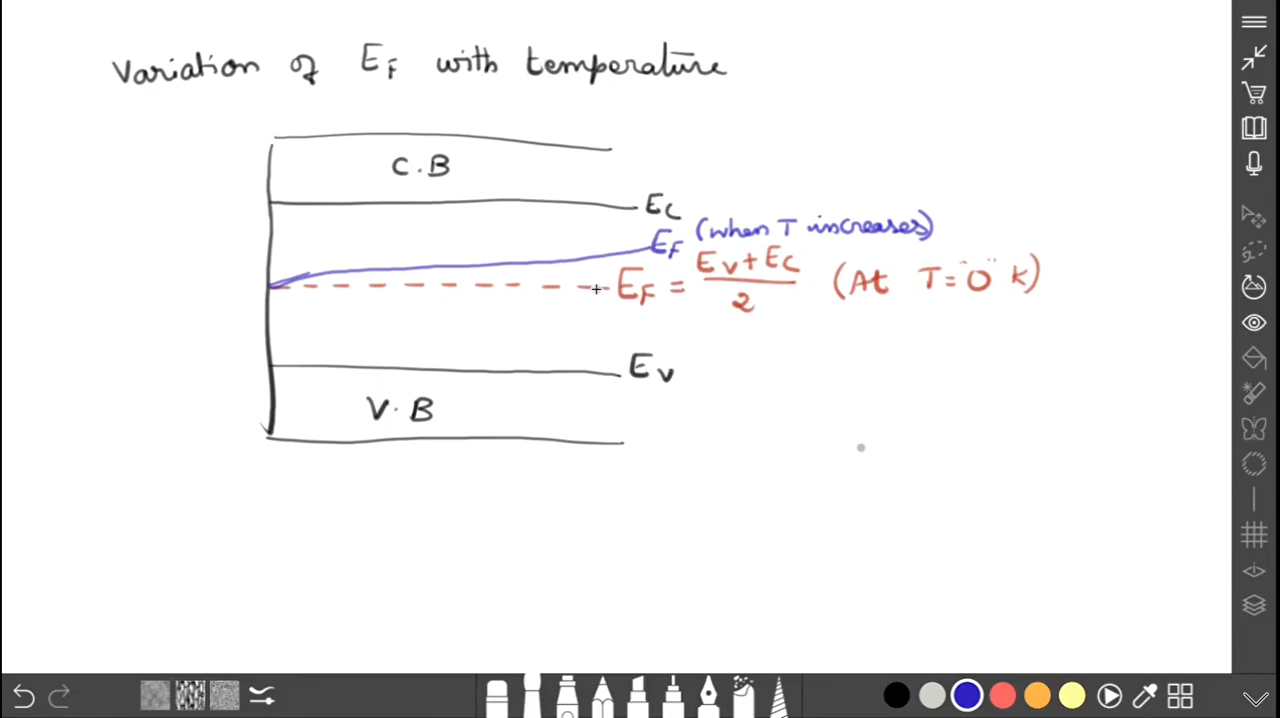 Variation of EF with temperature
C.B
EC
EF (when T increases)
EF = EV+EC/2 (At T=0° K)
EV
V.B